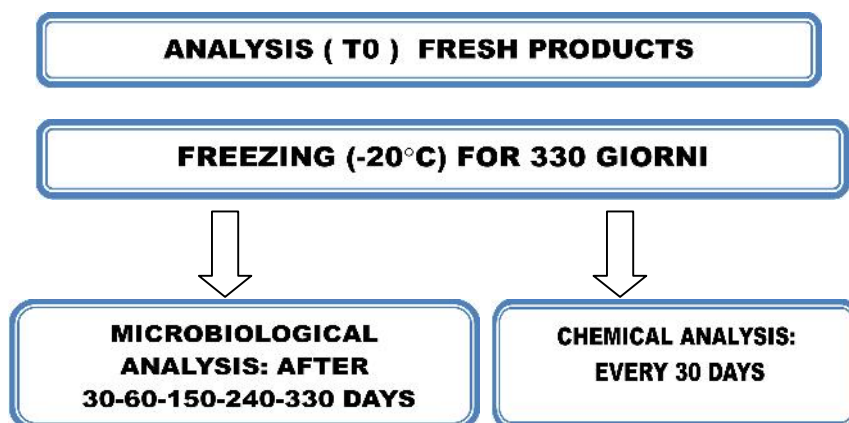 ANALYSIS ( T0 ) FRESH PRODUCTS
FREEZING (-20°C) FOR 330 GIORNI
MICROBIOLOGICAL
ANALYSIS: AFTER
30-60-150-240-330 DAYS
CHEMICAL ANALYSIS:
EVERY 30 DAYS